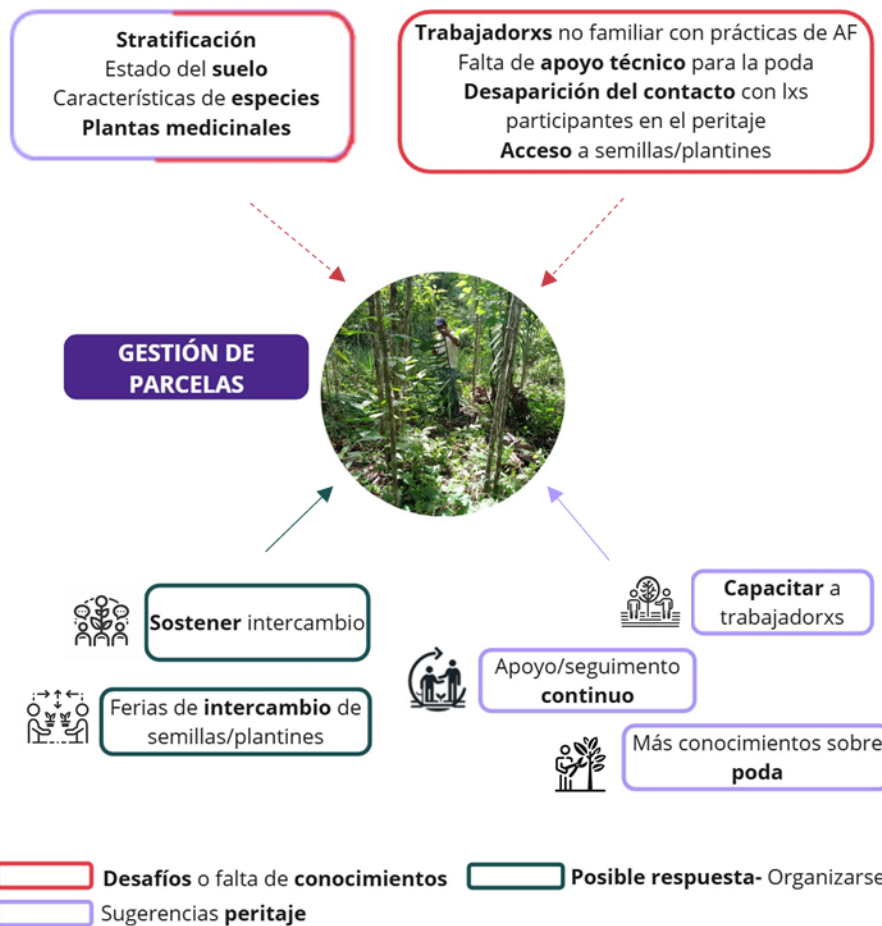 Stratificación
Estado del suelo
Características de especies
Plantas medicinales
Trabajadorxs no familiar con prácticas de AF
Falta de apoyo técnico para la poda
Desaparición del contacto con lxs
participantes en el peritaje
Acceso a semillas/plantines
GESTIÓN DE
PARCELAS
Sostener intercambio
Ferias de intercambio de
semillas/plantines
Capacitar a
trabajadorxs
Apoyo/seguimento
continuo
Más conocimientos sobre
poda
Desafíos o falta de conocimientos
Posible respuesta- Organizarse
Sugerencias peritaje